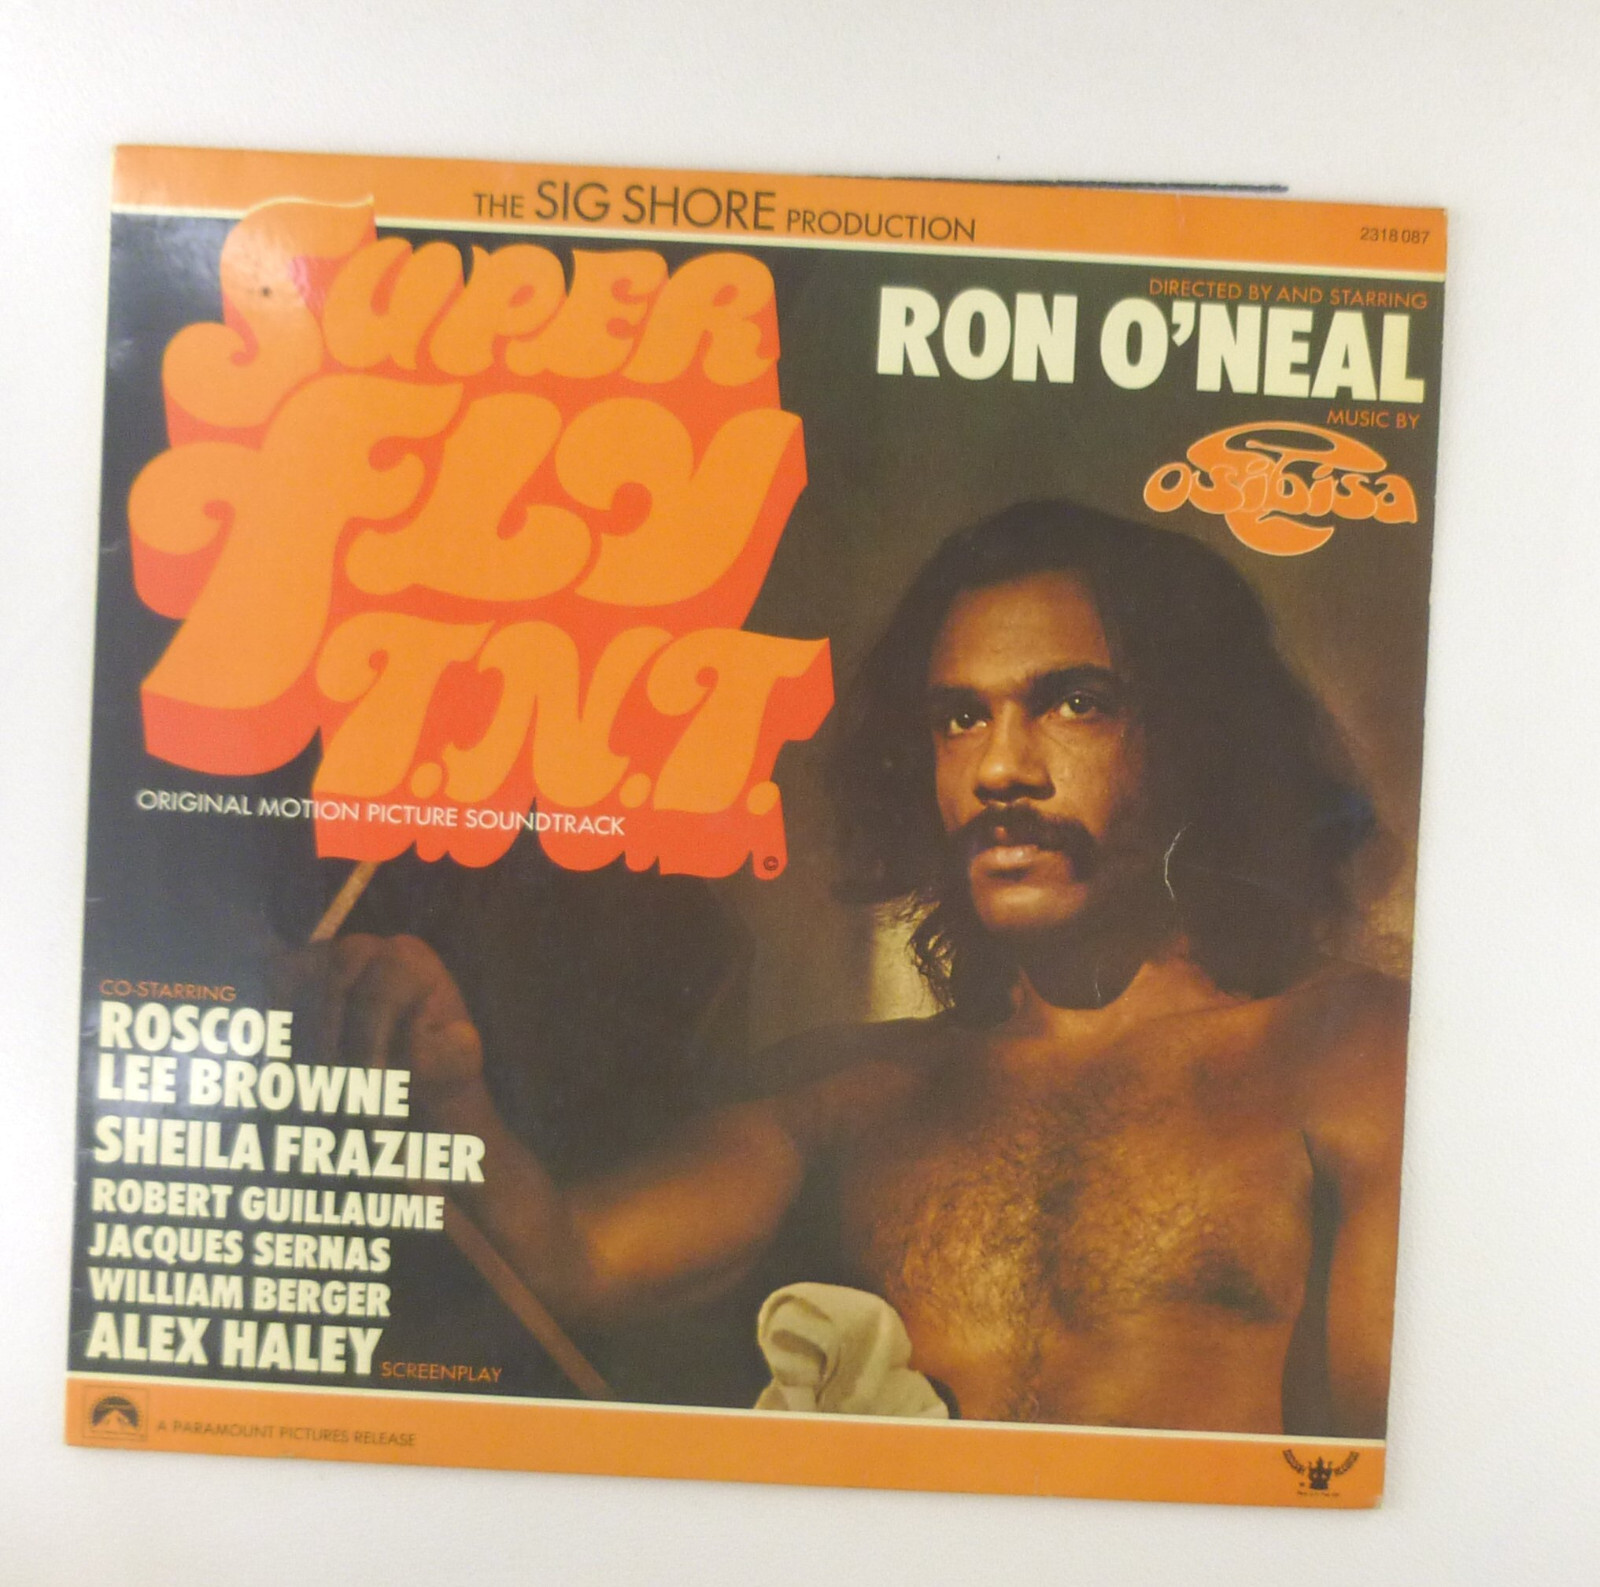 THE SIG SHORE PRODUCTION
2318 087
SUPER
FLY
T.N.T.
©
ORIGINAL MOTION PICTURE SOUNDTRACK
DIRECTED BY AND STARRING
RON O'NEAL
MUSIC BY
osibisa
CO-STARRING
ROSCOE
LEE BROWNE
SHEILA FRAZIER
ROBERT GUILLAUME
JACQUES SERNAS
WILLIAM BERGER
ALEX HALEY SCREENPLAY
A PARAMOUNT PICTURES RELEASE